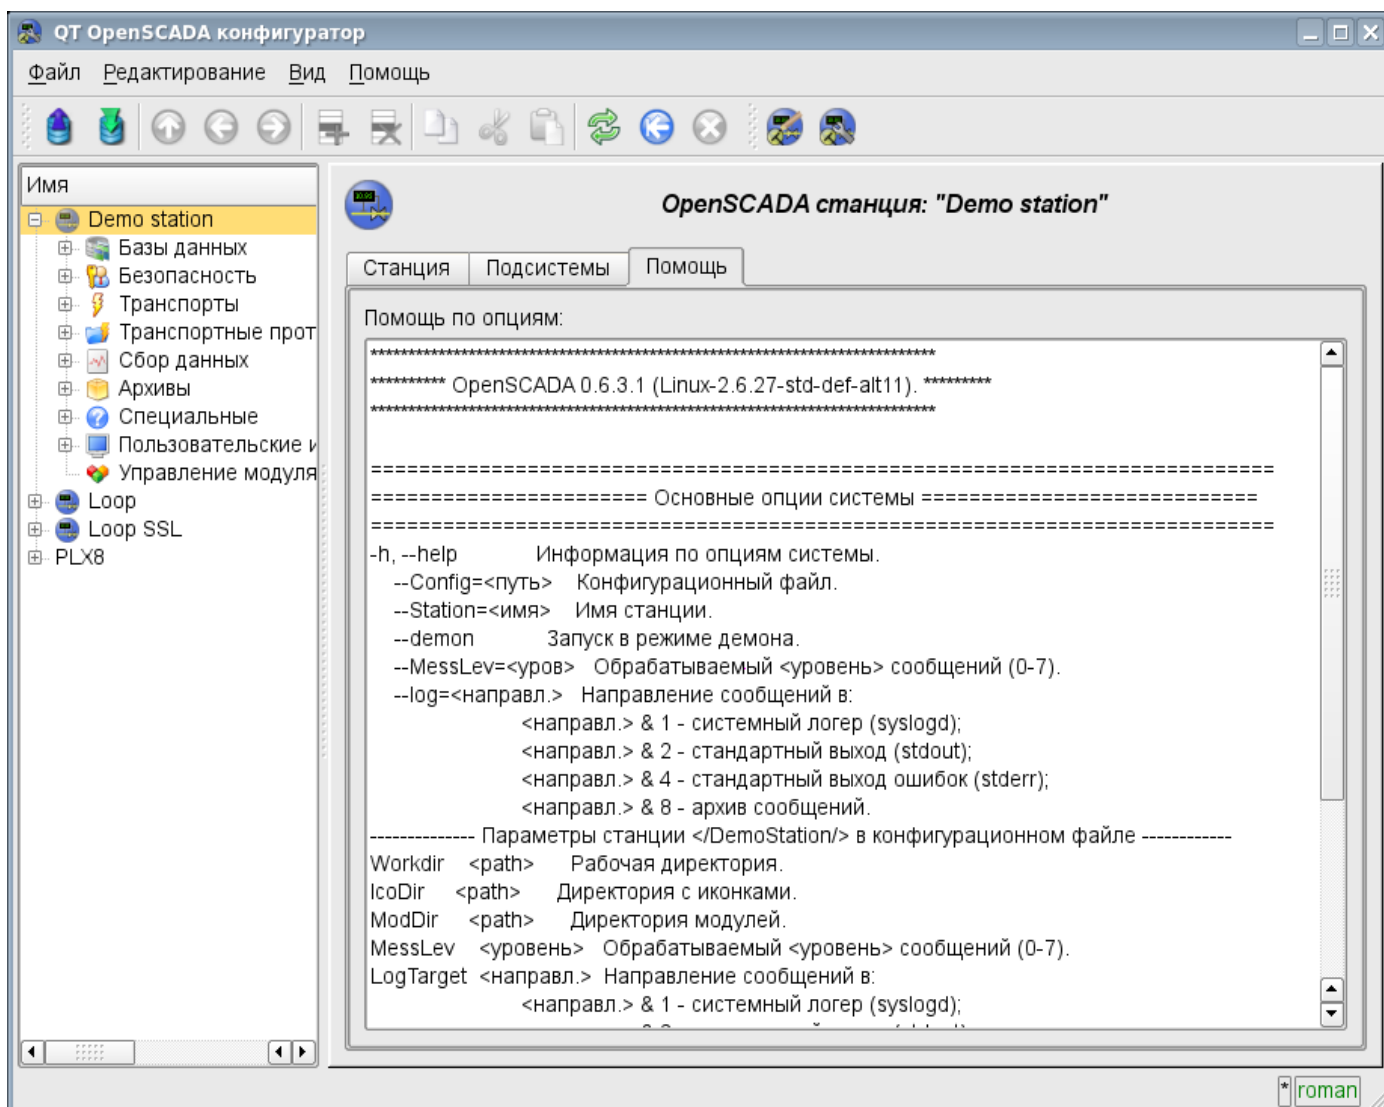 QT OpenSCADA конфигуратор
Файл Редактирование Вид Помощь
Имя
Demo station
Базы данных
Безопасность
Транспорты
Транспортные прот
Сбор данных
Архивы
Специальные
Пользовательские и
Управление модуля
Loop
Loop SSL
PLX8
OpenSCADA станция: "Demo station"
Станция Подсистемы Помощь
Помощь по опциям:
***************************************************************************
********** OpenSCADA 0.6.3.1 (Linux-2.6.27-std-def-alt11). *********
***************************************************************************
===========================================================================
======================= Основные опции системы ============================
===========================================================================
-h, --help Информация по опциям системы.
--Config=<путь> Конфигурационный файл.
--Station=<имя> Имя станции.
--demon Запуск в режиме демона.
--MessLev=<уров> Обрабатываемый <уровень> сообщений (0-7).
--log=<направл.> Направление сообщений в:
<направл.> & 1 - системный логер (syslogd);
<направл.> & 2 - стандартный выход (stdout);
<направл.> & 4 - стандартный выход ошибок (stderr);
<направл.> & 8 - архив сообщений.
-------------- Параметры станции </DemoStation/> в конфигурационном файле ------------
Workdir <path> Рабочая директория.
IcoDir <path> Директория с иконками.
ModDir <path> Директория модулей.
MessLev <уровень> Обрабатываемый <уровень> сообщений (0-7).
LogTarget <направл.> Направление сообщений в:
<направл.> & 1 - системный логер (syslogd);
* roman